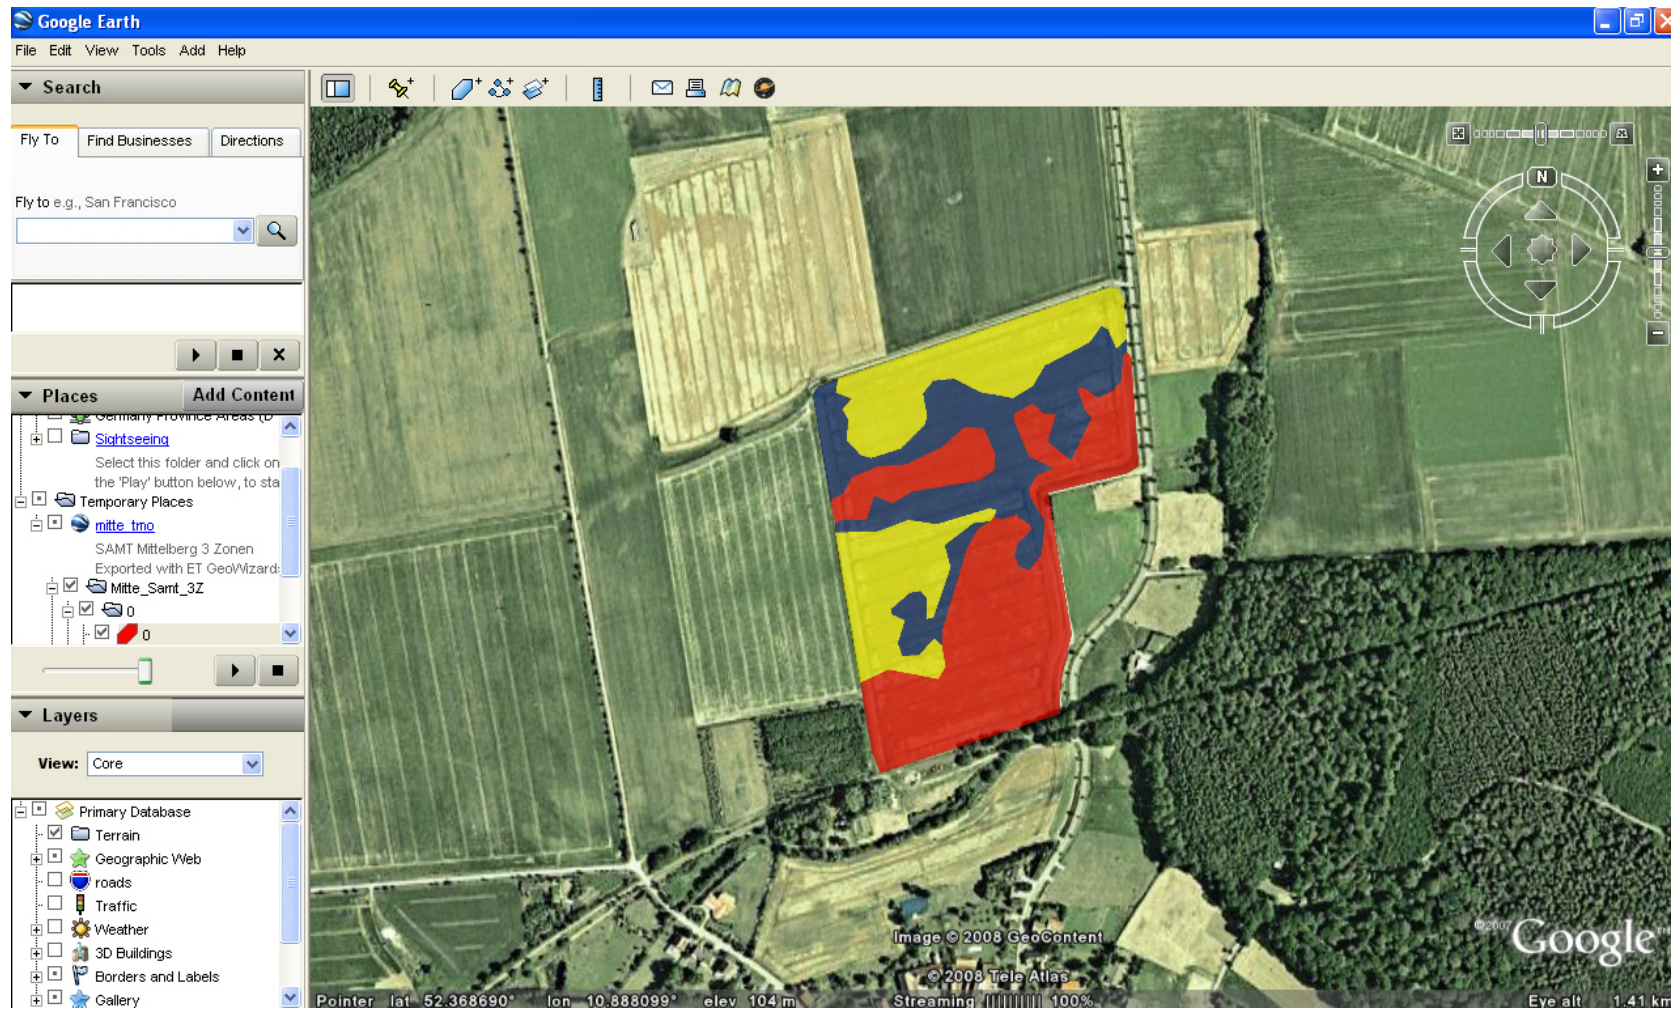 Google Earth
File Edit View Tools Add Help
Search
Fly To Find Businesses Directions
Fly to e.g., San Francisco
Places Add Content
Germany Province Areas (D
Sightseeing
Select this folder and click on
the 'Play' button below, to sta
Temporary Places
mitte_tmo
SAMT Mittelberg 3 Zonen
Exported with ET GeoWizard
Mitte_Samt_3Z
0
0
Layers
View: Core
Primary Database
Terrain
Geographic Web
roads
Traffic
Weather
3D Buildings
Borders and Labels
Gallery
N
©2007 Google™
Image © 2008 GeoContent
© 2008 Tele Atlas
Pointer lat 52.368690° lon 10.888099° elev 104 m Streaming |||||||||| 100% Eye alt 1.41 km